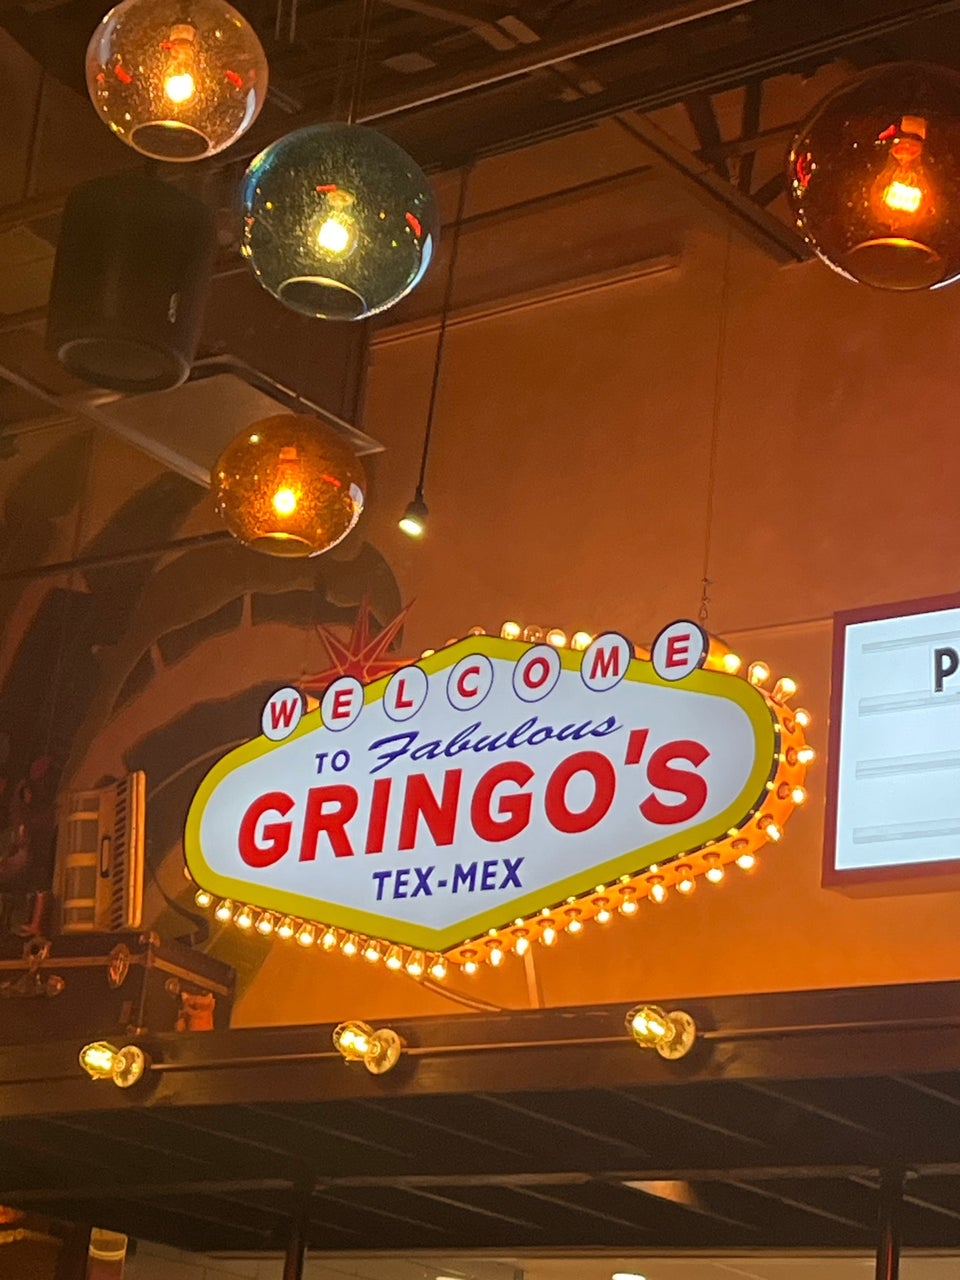 WELCOME
TO Fabulous
GRINGO'S
TEX-MEX
P